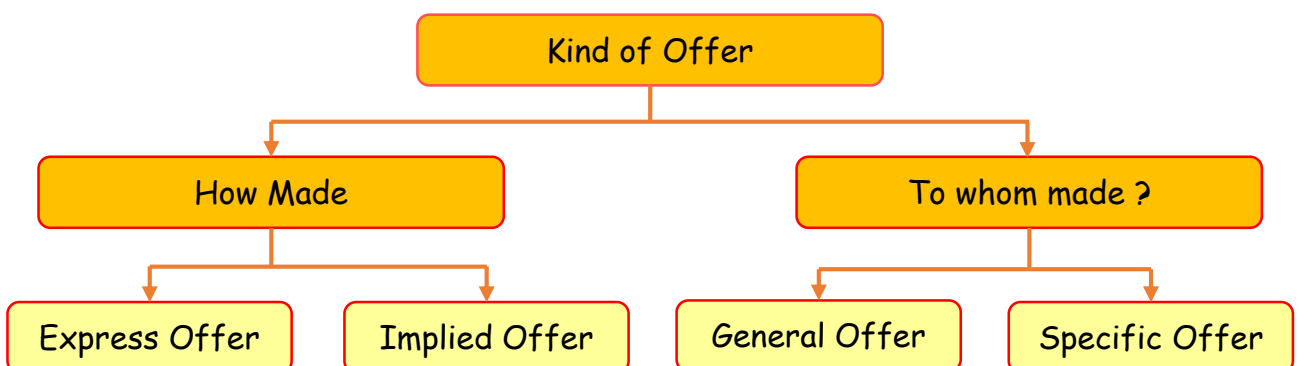 Kind of Offer
How Made
To whom made ?
Express Offer
Implied Offer
General Offer
Specific Offer